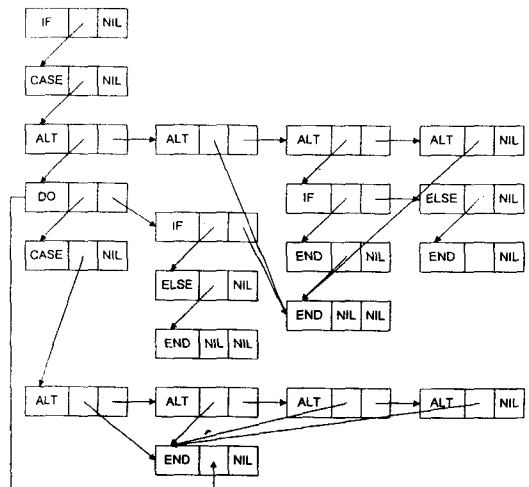 IF NIL
CASE NIL
ALT ALT ALT ALT NIL
DO IF ELSE NIL
IF
CASE NIL END NIL END NIL
ELSE NIL
END NIL NIL
END NIL NIL
ALT ALT ALT ALT NIL
END NIL